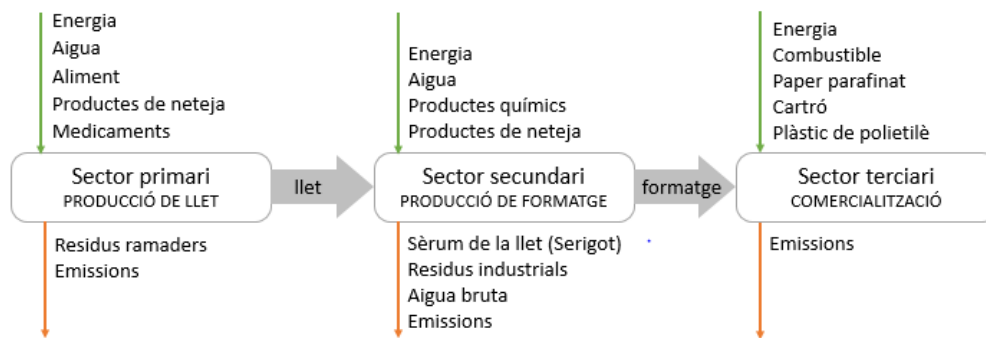 Energia
Aigua
Aliment
Productes de neteja
Medicaments
Energia
Aigua
Productes químics
Productes de neteja
Energia
Combustible
Paper parafinat
Cartró
Plàstic de polietilè
Sector primari
PRODUCCIÓ DE LLET
llet
Sector secundari
PRODUCCIÓ DE FORMATGE
formatge
Sector terciari
COMERCIALITZACIÓ
Residus ramaders
Emissions
Sèrum de la llet (Serigot)
Residus industrials
Aigua bruta
Emissions
Emissions